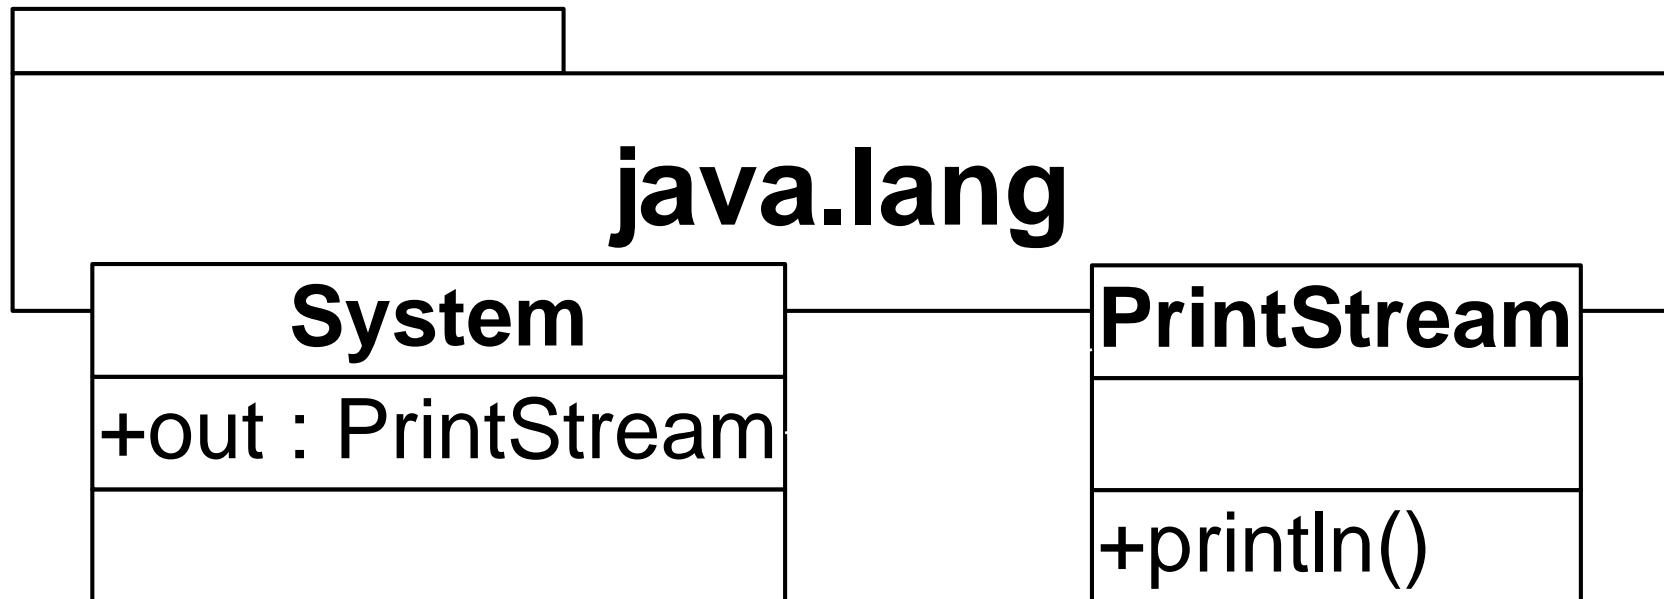 java.lang
System
+out : PrintStream
PrintStream
+println()